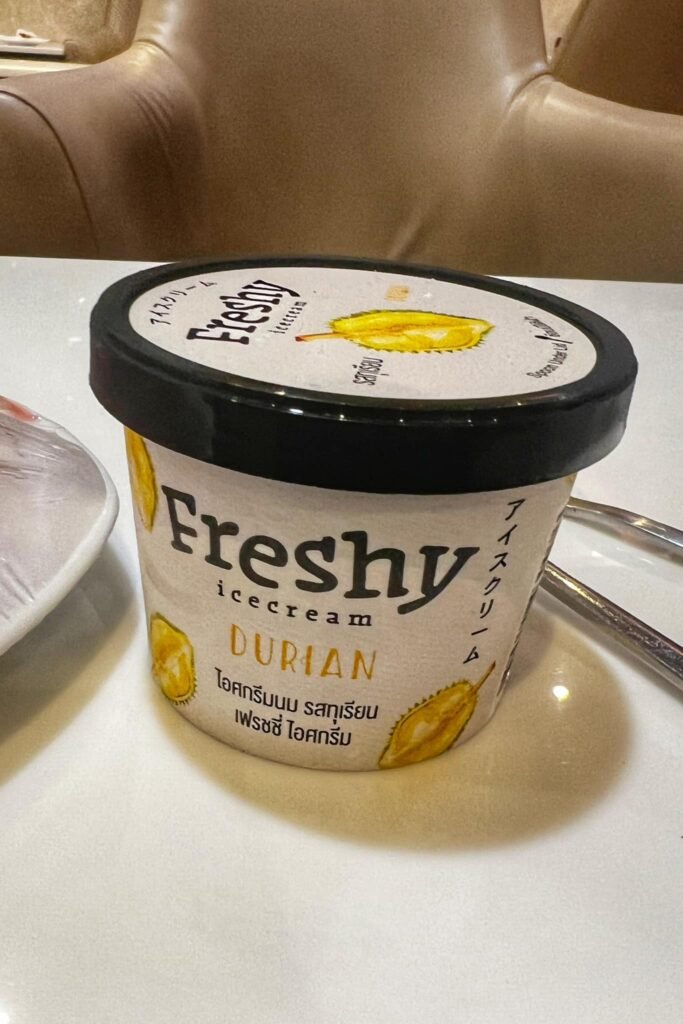 アイスクリーム
Freshy
icecream
รสทุเรียน
Freshy
icecream
DURIAN
ไอศกรีมนม รสทุเรียน
เฟรชชี่ ไอศกรีม
アイスクリーム